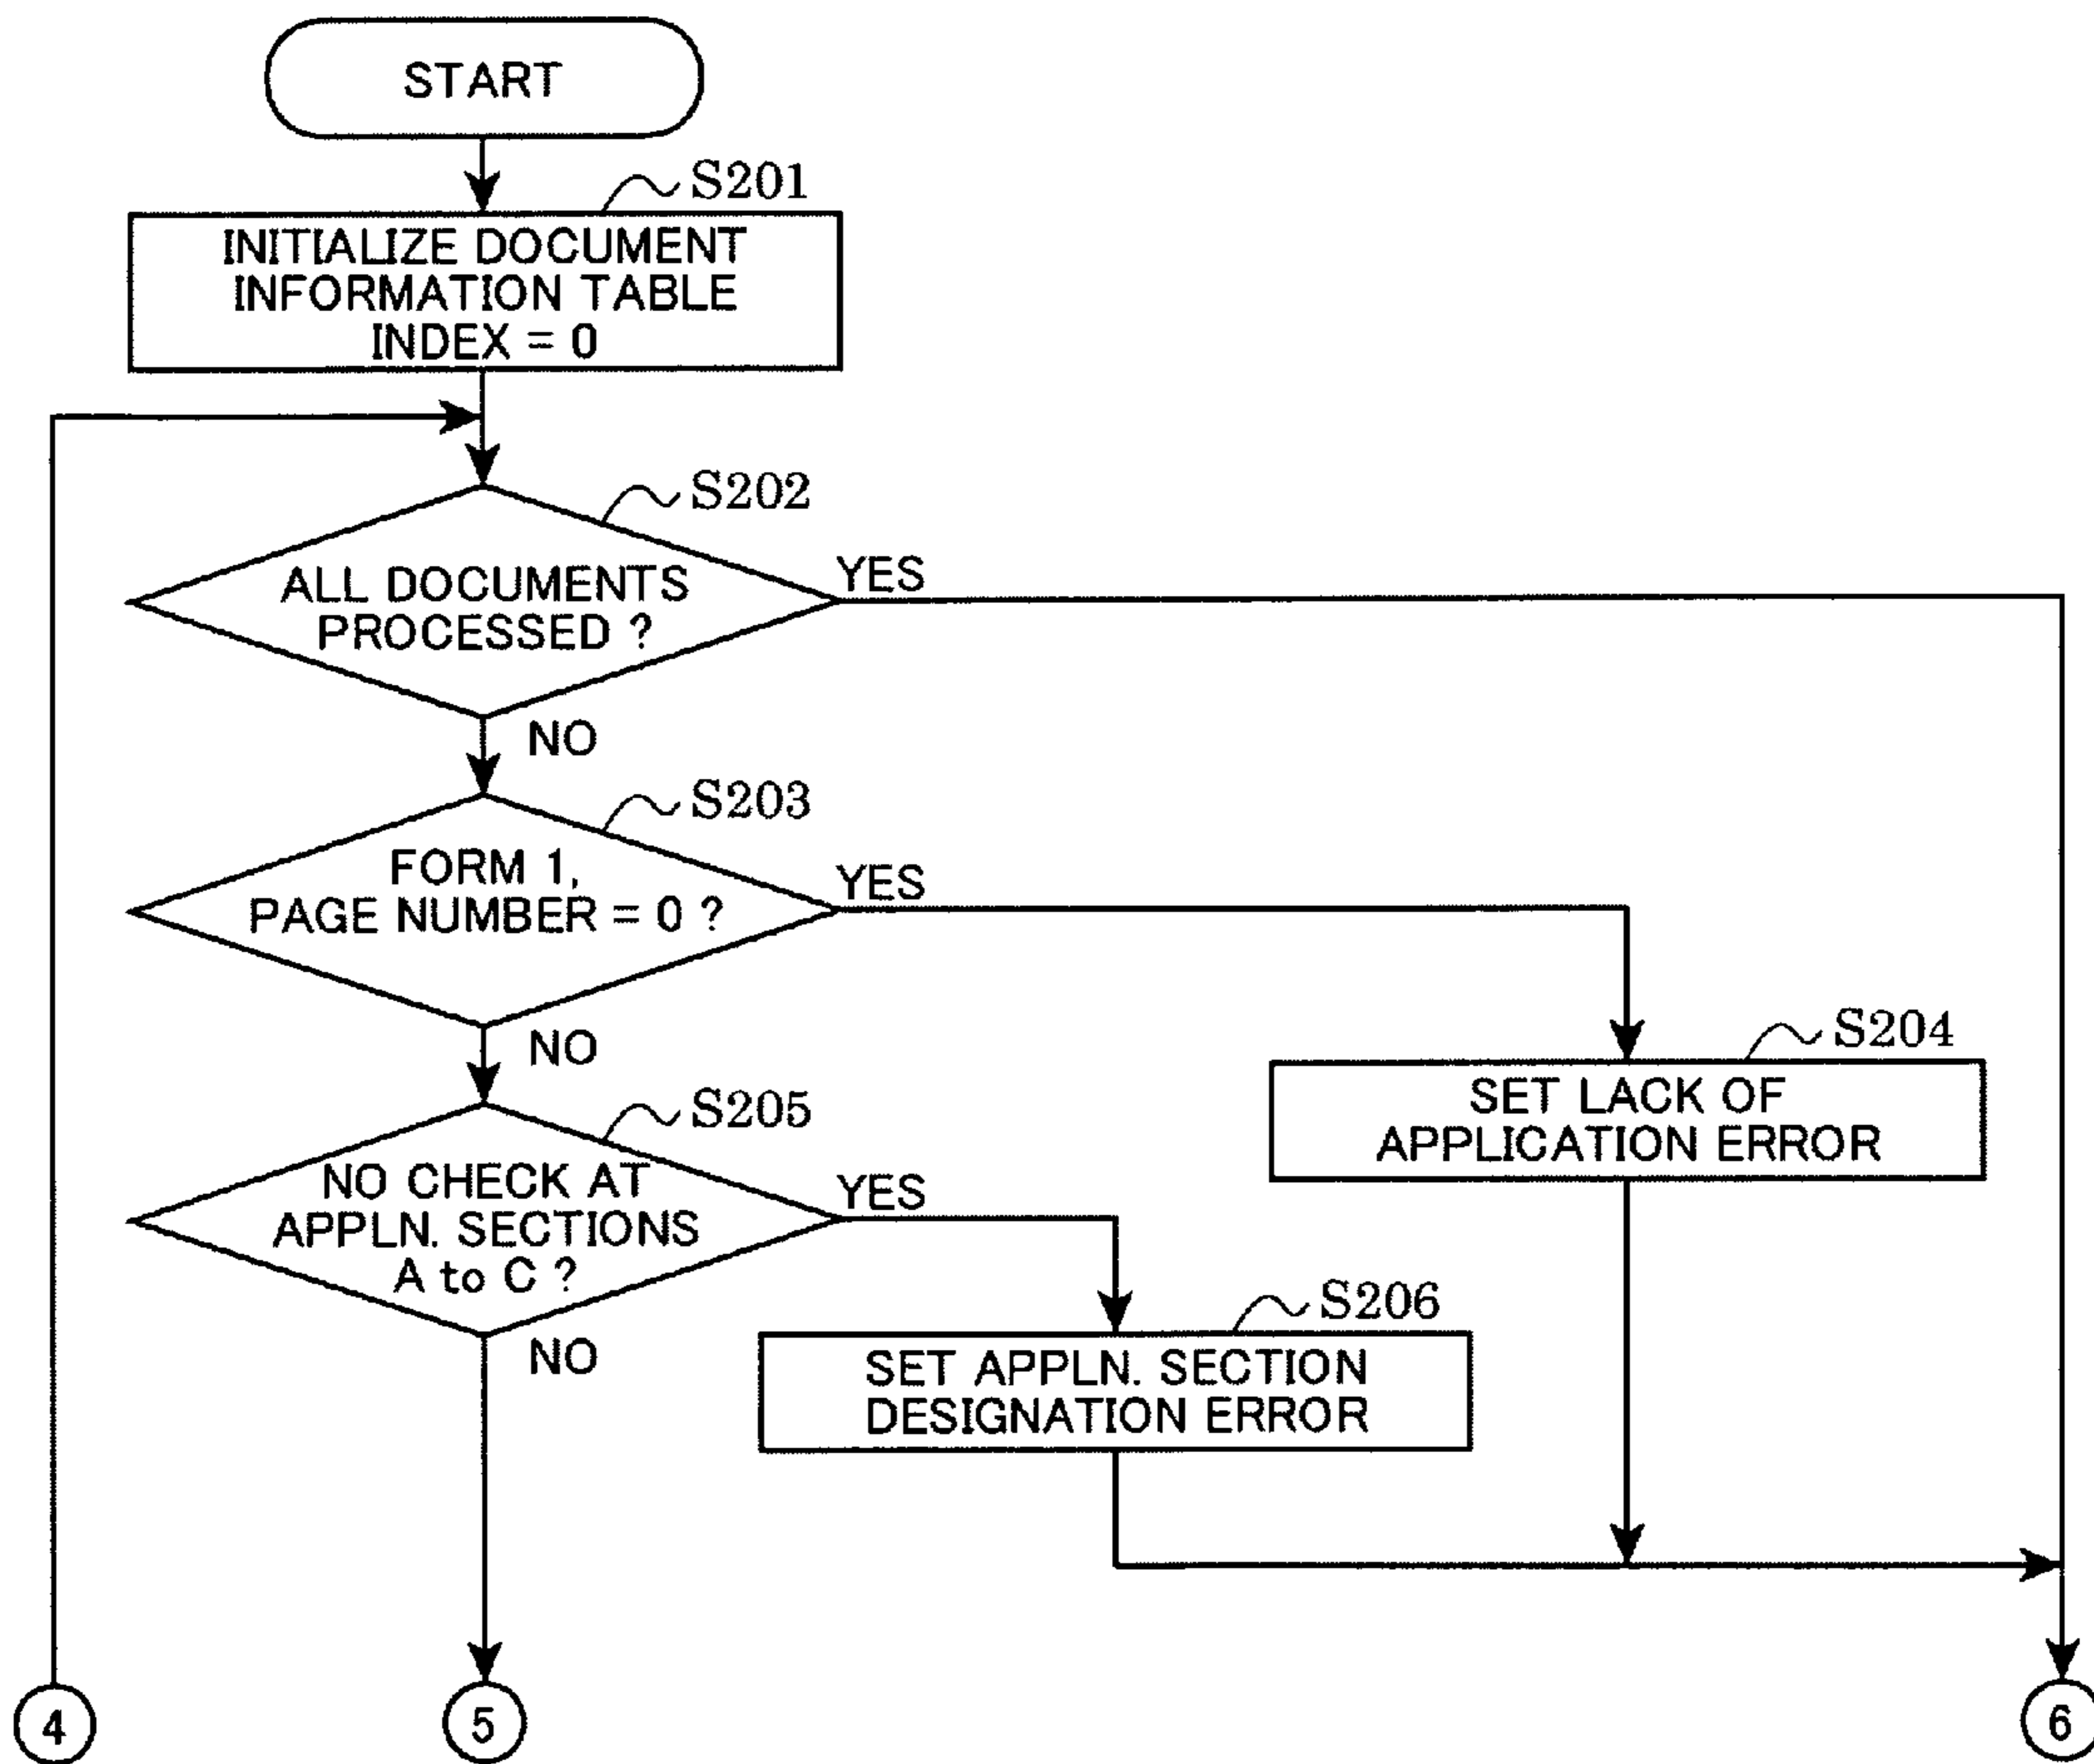 START
S201
INITIALIZE DOCUMENT
INFORMATION TABLE
INDEX = 0
S202
ALL DOCUMENTS
PROCESSED ?
YES
NO
S203
FORM 1,
PAGE NUMBER = 0 ?
YES
NO
S204
SET LACK OF
APPLICATION ERROR
S205
NO CHECK AT
APPLN. SECTIONS
A to C ?
YES
NO
S206
SET APPLN. SECTION
DESIGNATION ERROR
4
5
6